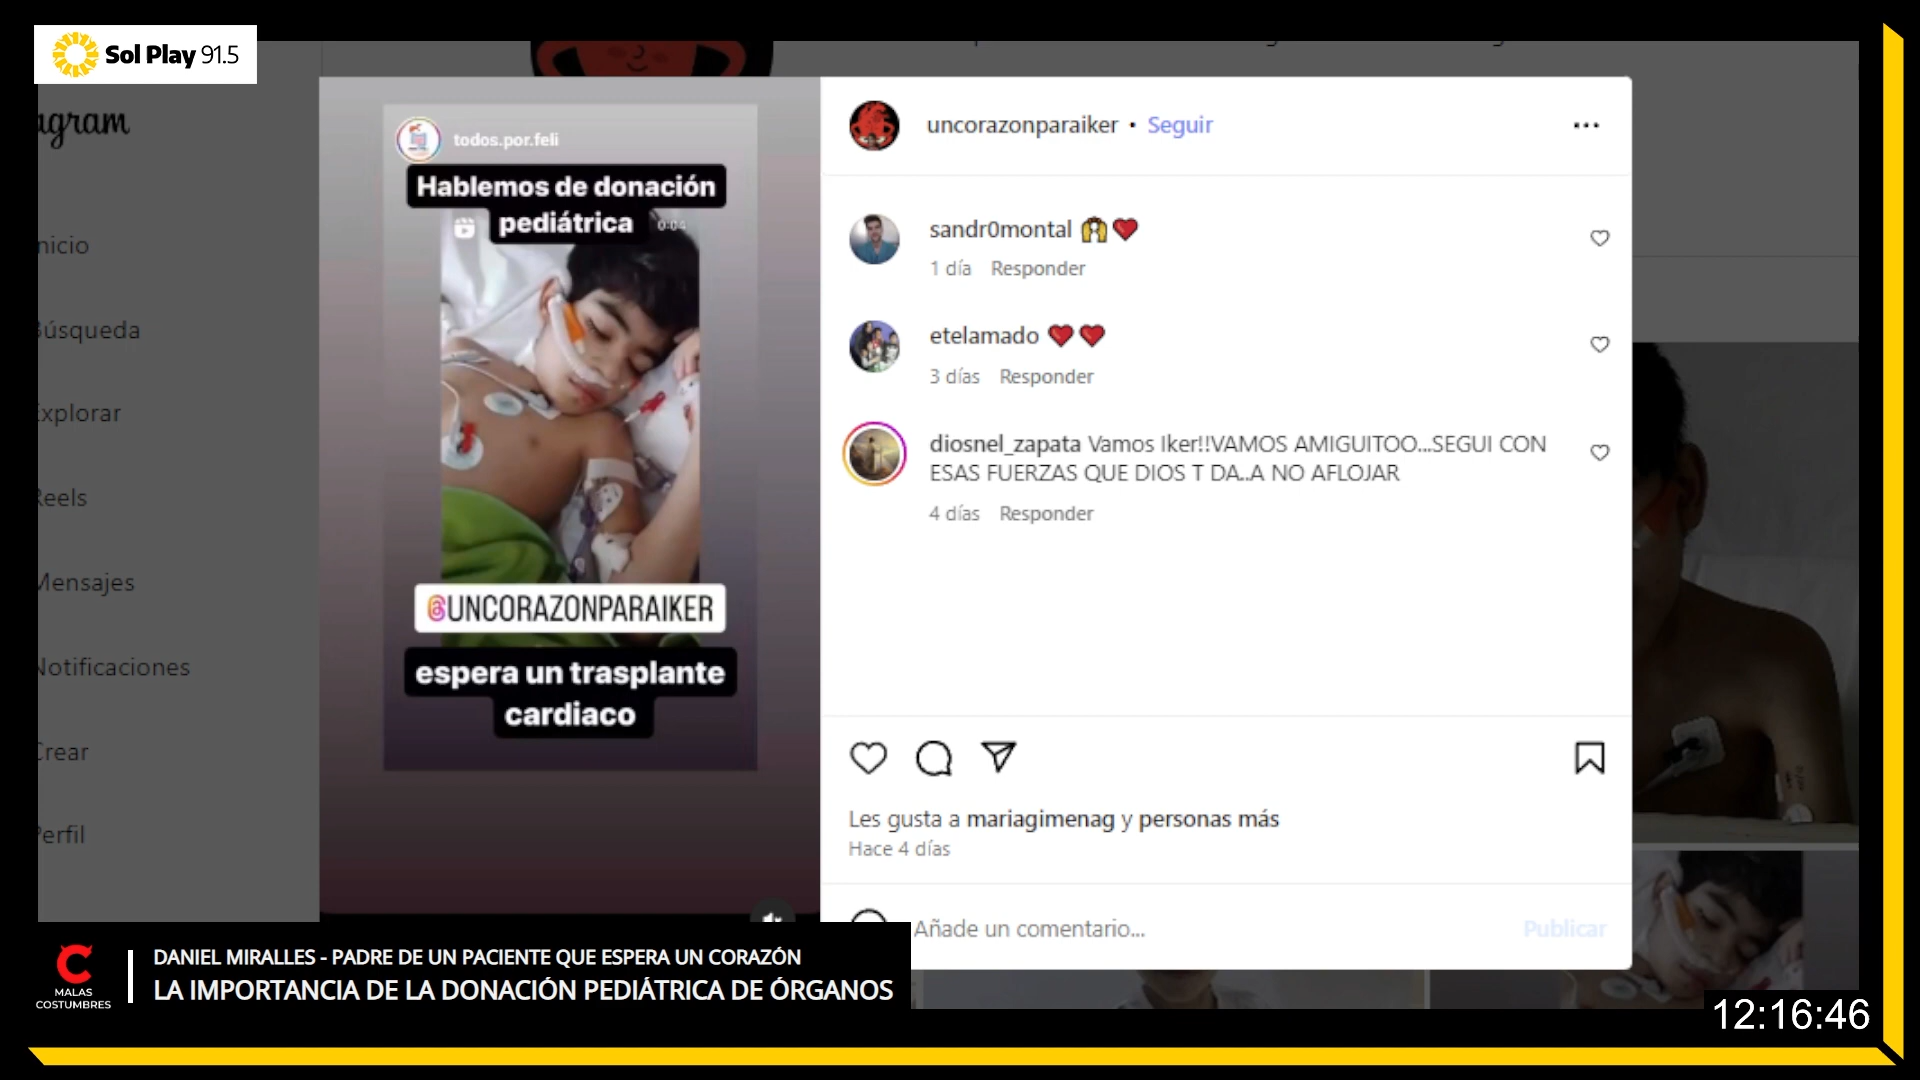 Sol Play 91.5
agram
nicio
Búsqueda
Explorar
Reels
Mensajes
Notificaciones
Crear
Perfil
todos.por.feli
Hablemos de donación
pediátrica
0:04
@UNCORAZONPARAIKER
espera un trasplante
cardiaco
uncorazonparaiker • Seguir
sandr0montal 🙌❤️
1 día Responder
etelamado ❤️❤️
3 días Responder
diosnel_zapata Vamos Iker!!VAMOS AMIGUITOO...SEGUI CON
ESAS FUERZAS QUE DIOS T DA..A NO AFLOJAR
4 días Responder
Les gusta a mariagimenag y personas más
Hace 4 días
Añade un comentario...
Publicar
C
MALAS
COSTUMBRES
DANIEL MIRALLES - PADRE DE UN PACIENTE QUE ESPERA UN CORAZÓN
LA IMPORTANCIA DE LA DONACIÓN PEDIÁTRICA DE ÓRGANOS
12:16:46